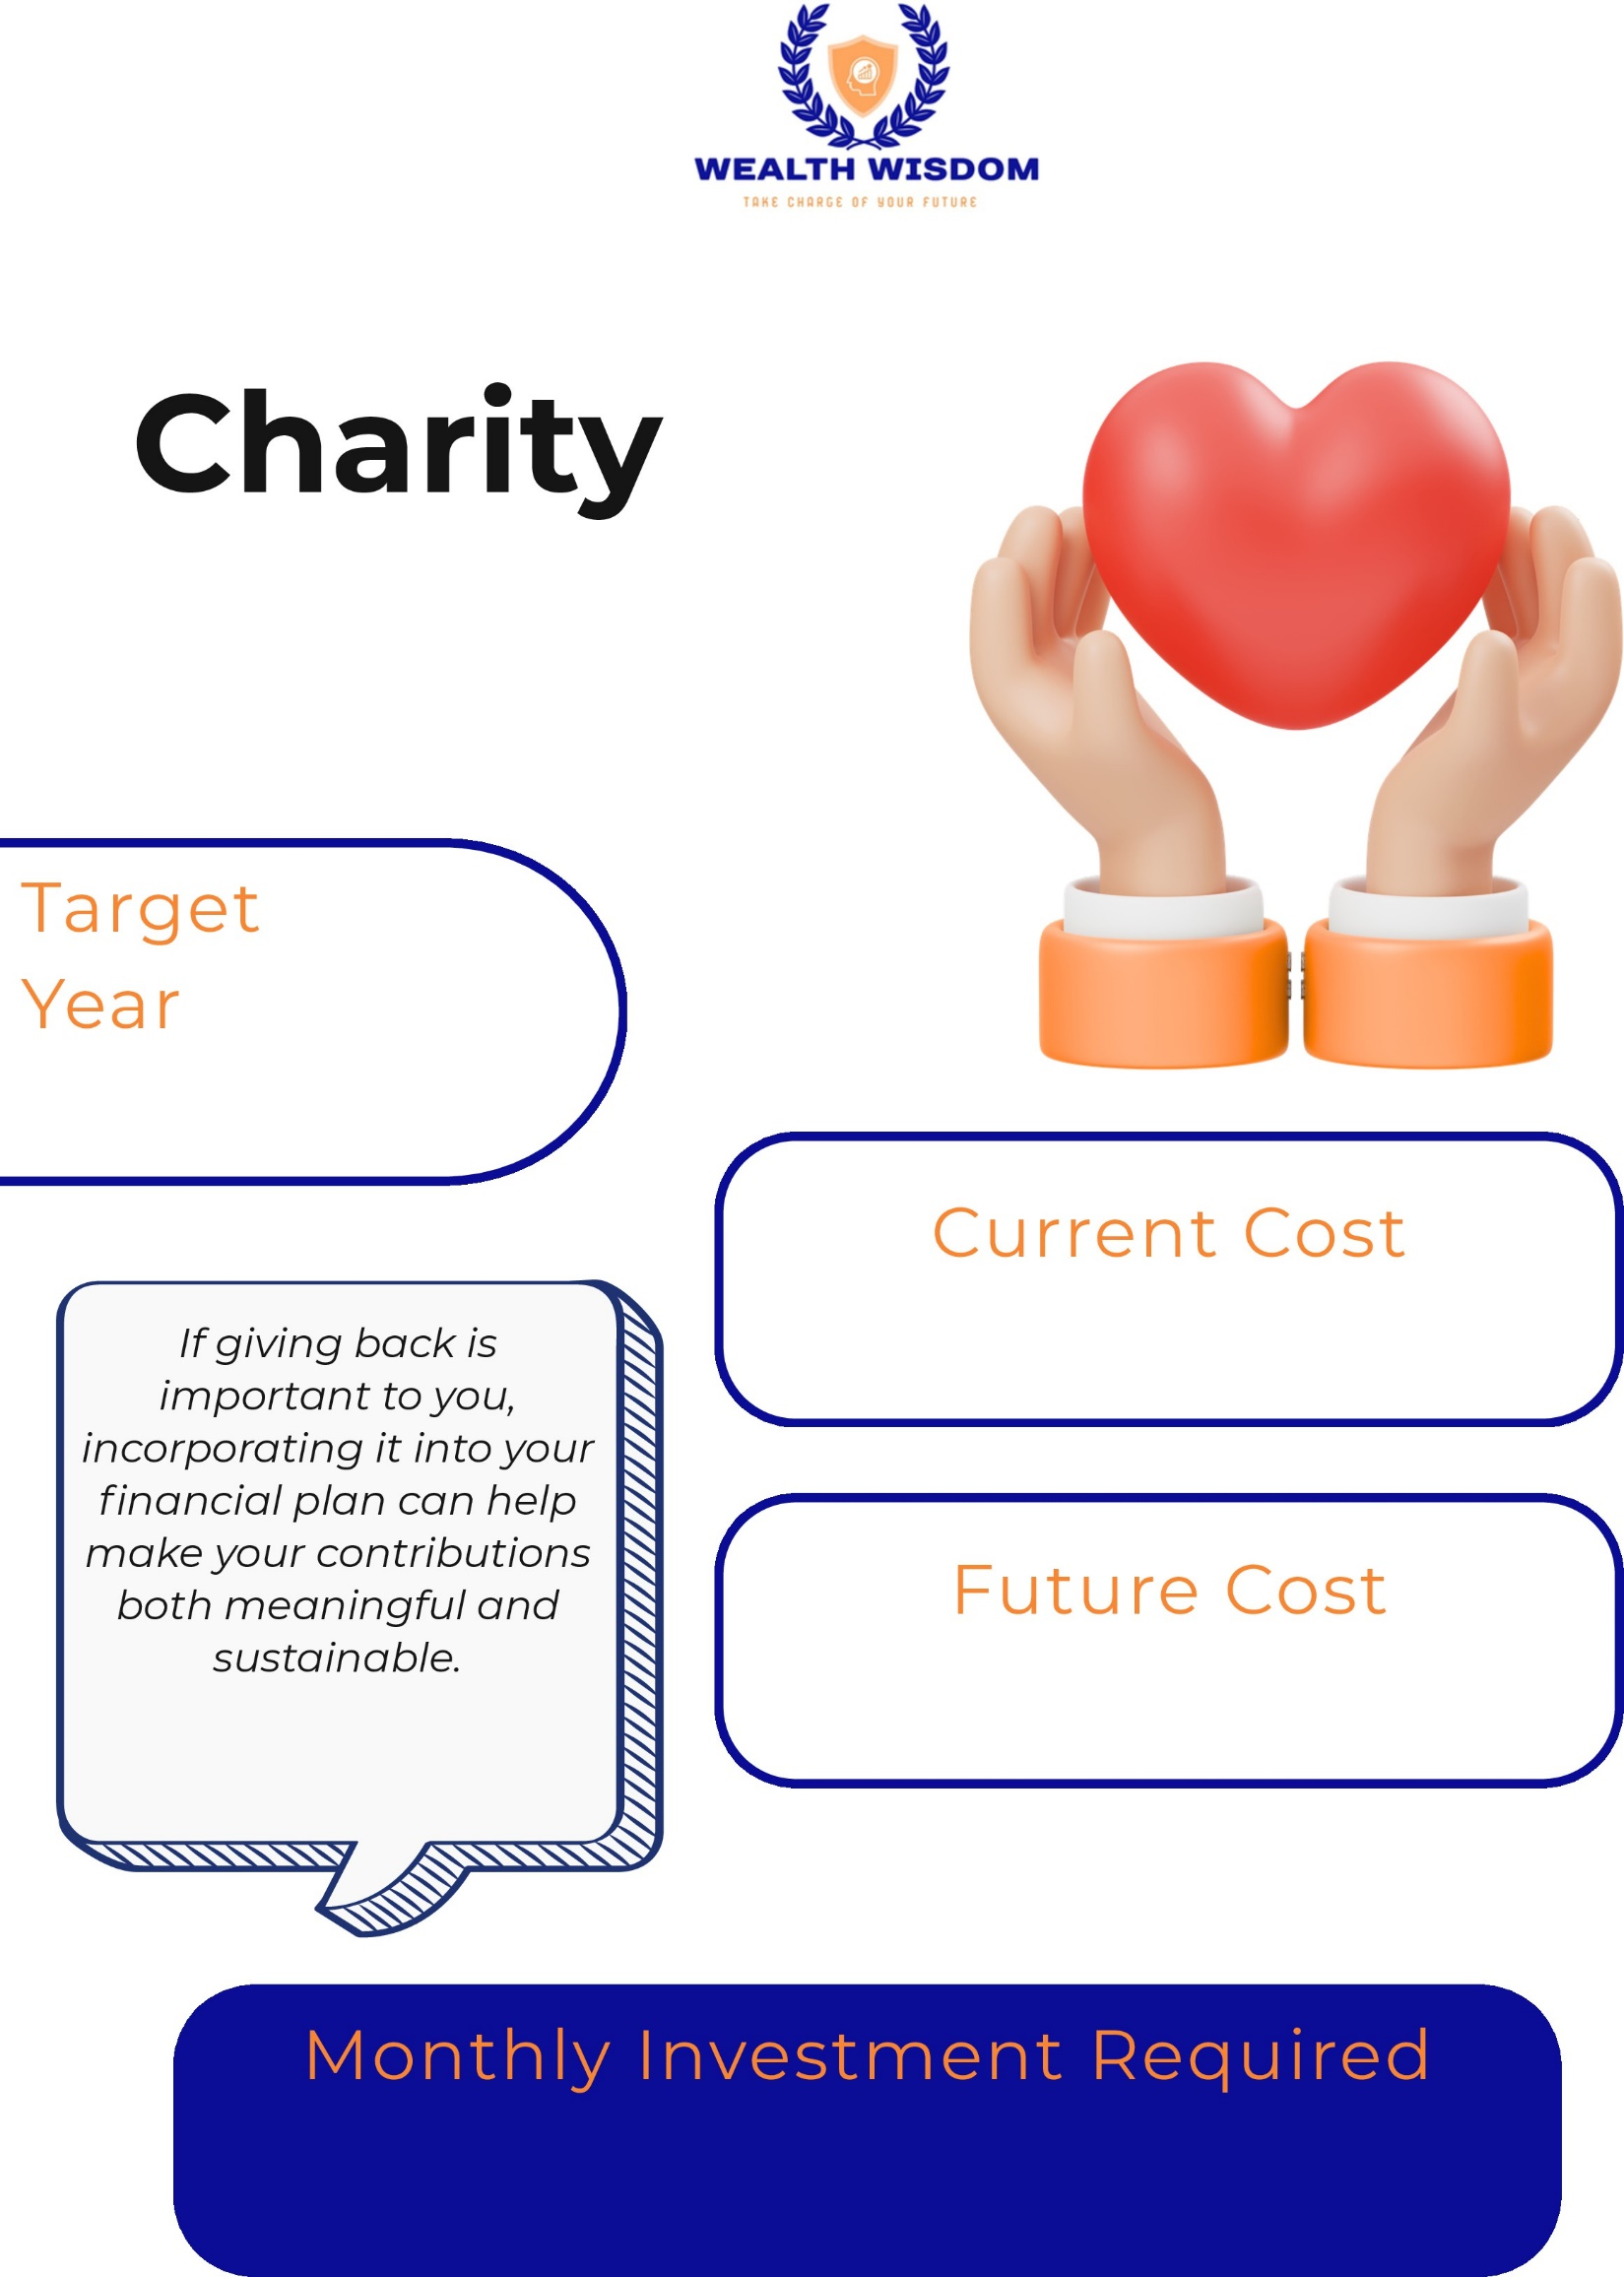 WEALTH WISDOM
TAKE CHARGE OF YOUR FUTURE
Charity
Target
Year
Current Cost
If giving back is
important to you,
incorporating it into your
financial plan can help
make your contributions
both meaningful and
sustainable.
Future Cost
Monthly Investment Required